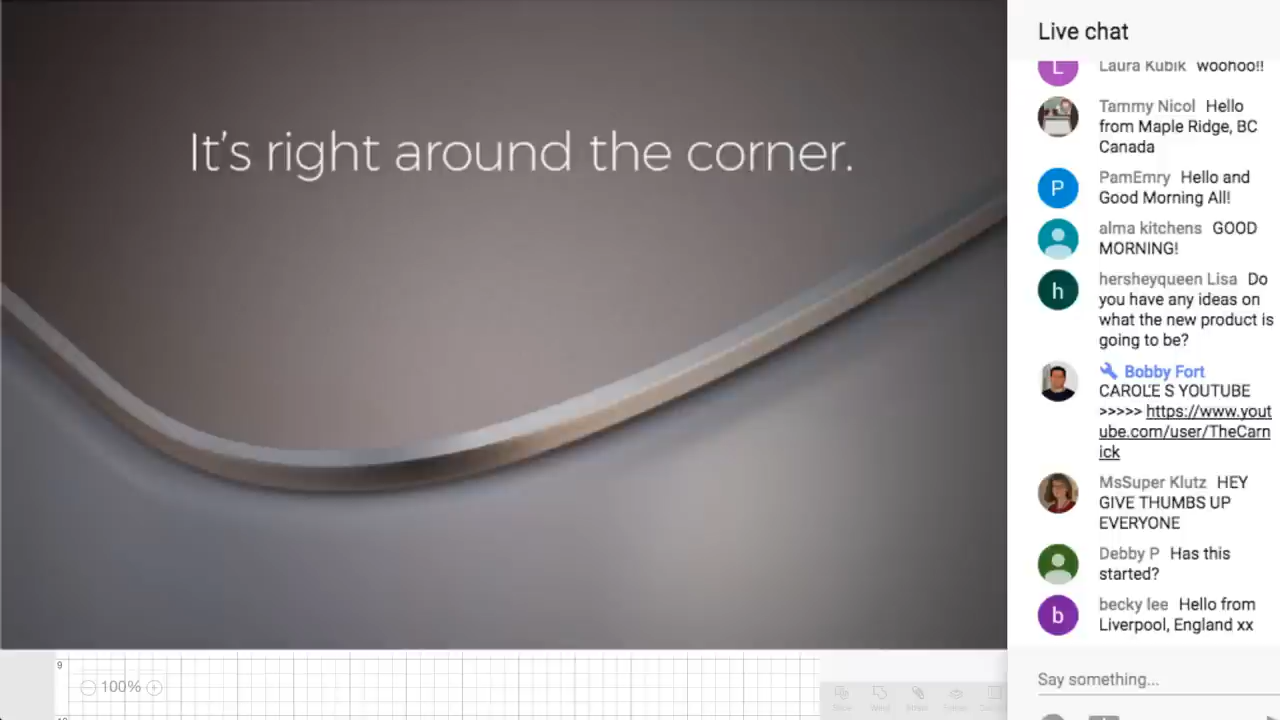 It's right around the corner.
9
100%
Live chat
Laura Kubik woohoo!!
Tammy Nicol Hello
from Maple Ridge, BC
Canada
P
PamEmry Hello and
Good Morning All!
alma kitchens GOOD
MORNING!
h
hersheyqueen Lisa Do
you have any ideas on
what the new product is
going to be?
Bobby Fort
CAROL'E S YOUTUBE
>>>>> https://www.yout
ube.com/user/TheCarn
ick
MsSuper Klutz HEY
GIVE THUMBS UP
EVERYONE
Debby P Has this
started?
b
becky lee Hello from
Liverpool, England xx
Say something...